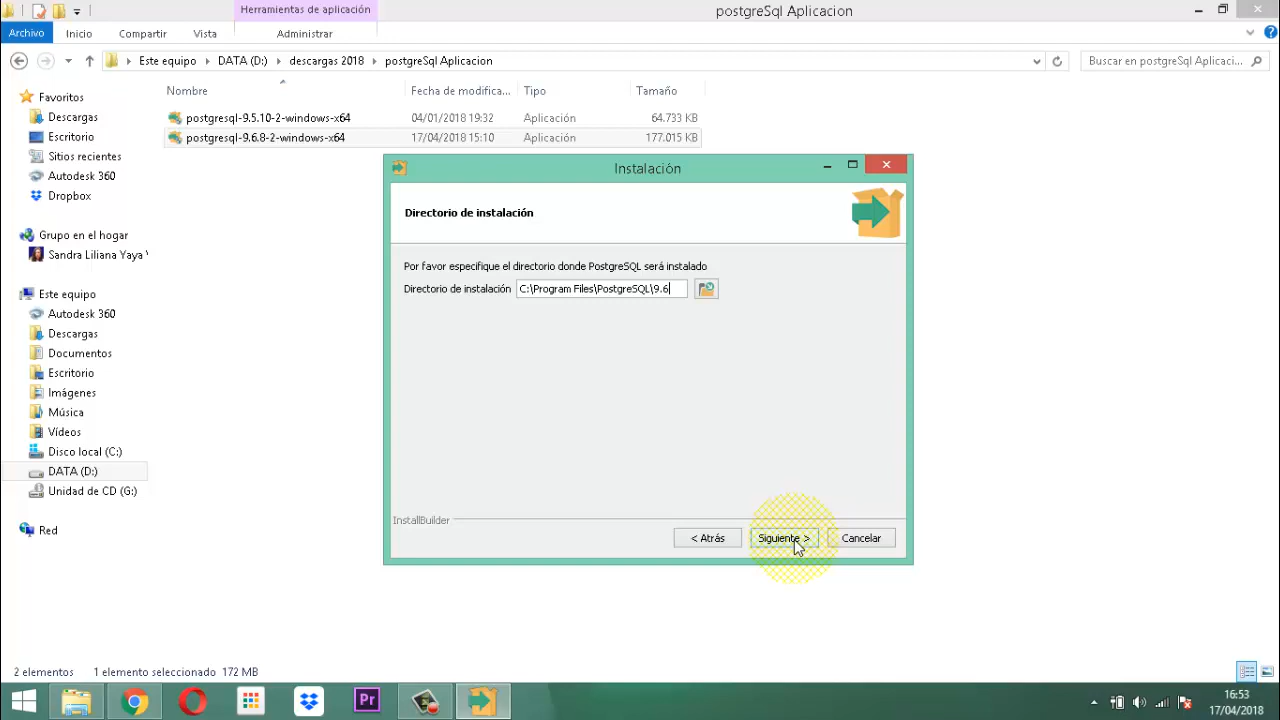 Herramientas de aplicación
postgreSql Aplicacion
Archivo
Inicio
Compartir
Vista
Administrar
Este equipo
DATA (D:)
descargas 2018
postgreSql Aplicacion
Buscar en postgreSql Aplicaci...
Nombre
Fecha de modifica...
Tipo
Tamaño
postgresql-9.5.10-2-windows-x64
04/01/2018 19:32
Aplicación
64.733 KB
postgresql-9.6.8-2-windows-x64
17/04/2018 15:10
Aplicación
177.015 KB
Favoritos
Descargas
Escritorio
Sitios recientes
Autodesk 360
Dropbox
Grupo en el hogar
Sandra Liliana Yaya V
Este equipo
Autodesk 360
Descargas
Documentos
Escritorio
Imágenes
Música
Vídeos
Disco local (C:)
DATA (D:)
Unidad de CD (G:)
Red
Instalación
Directorio de instalación
Por favor especifique el directorio donde PostgreSQL será instalado
Directorio de instalación
C:\Program Files\PostgreSQL\9.6
InstallBuilder
< Atrás
Siguiente >
Cancelar
2 elementos
1 elemento seleccionado 172 MB
Pr
16:53
17/04/2018